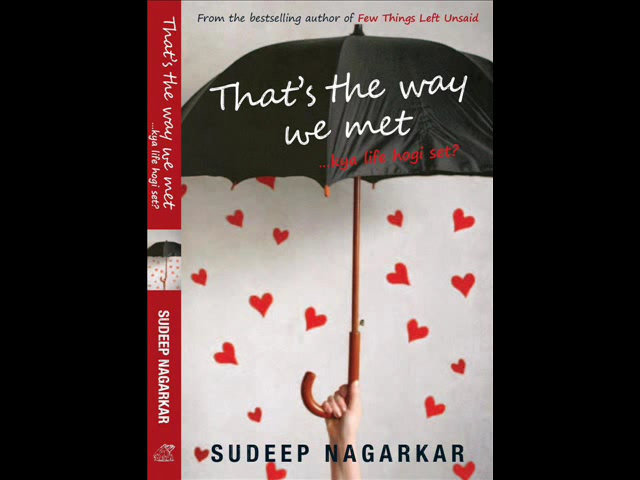 From the bestselling author of Few Things Left Unsaid
That's the way
we met
...kya life hogi set?
SUDEEP NAGARKAR
That's the way we met
...kya life hogi set?
SUDEEP NAGARKAR